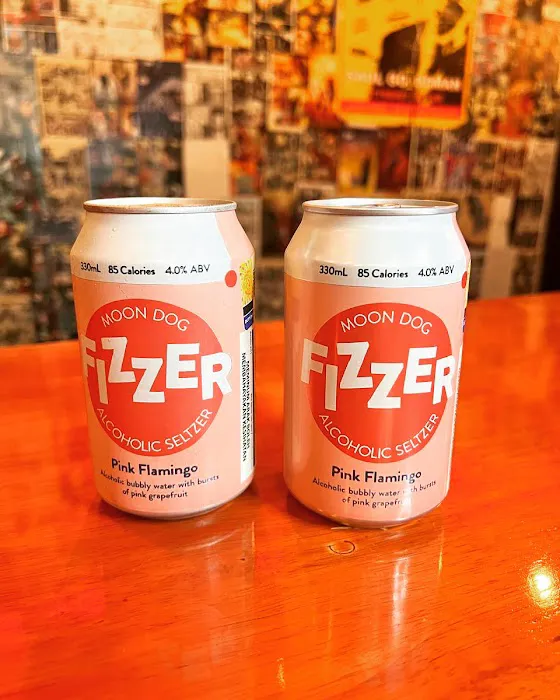 330mL 85 Calories 4.0% ABV
MOON DOG
FIZZER
ALCOHOLIC SELTZER
Pink Flamingo
Alcoholic bubbly water with bursts
of pink grapefruit
MEMBAHAYAKAN KESIHATAN
330mL 85 Calories 4.0% ABV
MOON DOG
FIZZER
ALCOHOLIC SELTZER
Pink Flamingo
Alcoholic bubbly water with bursts
of pink grapefruit